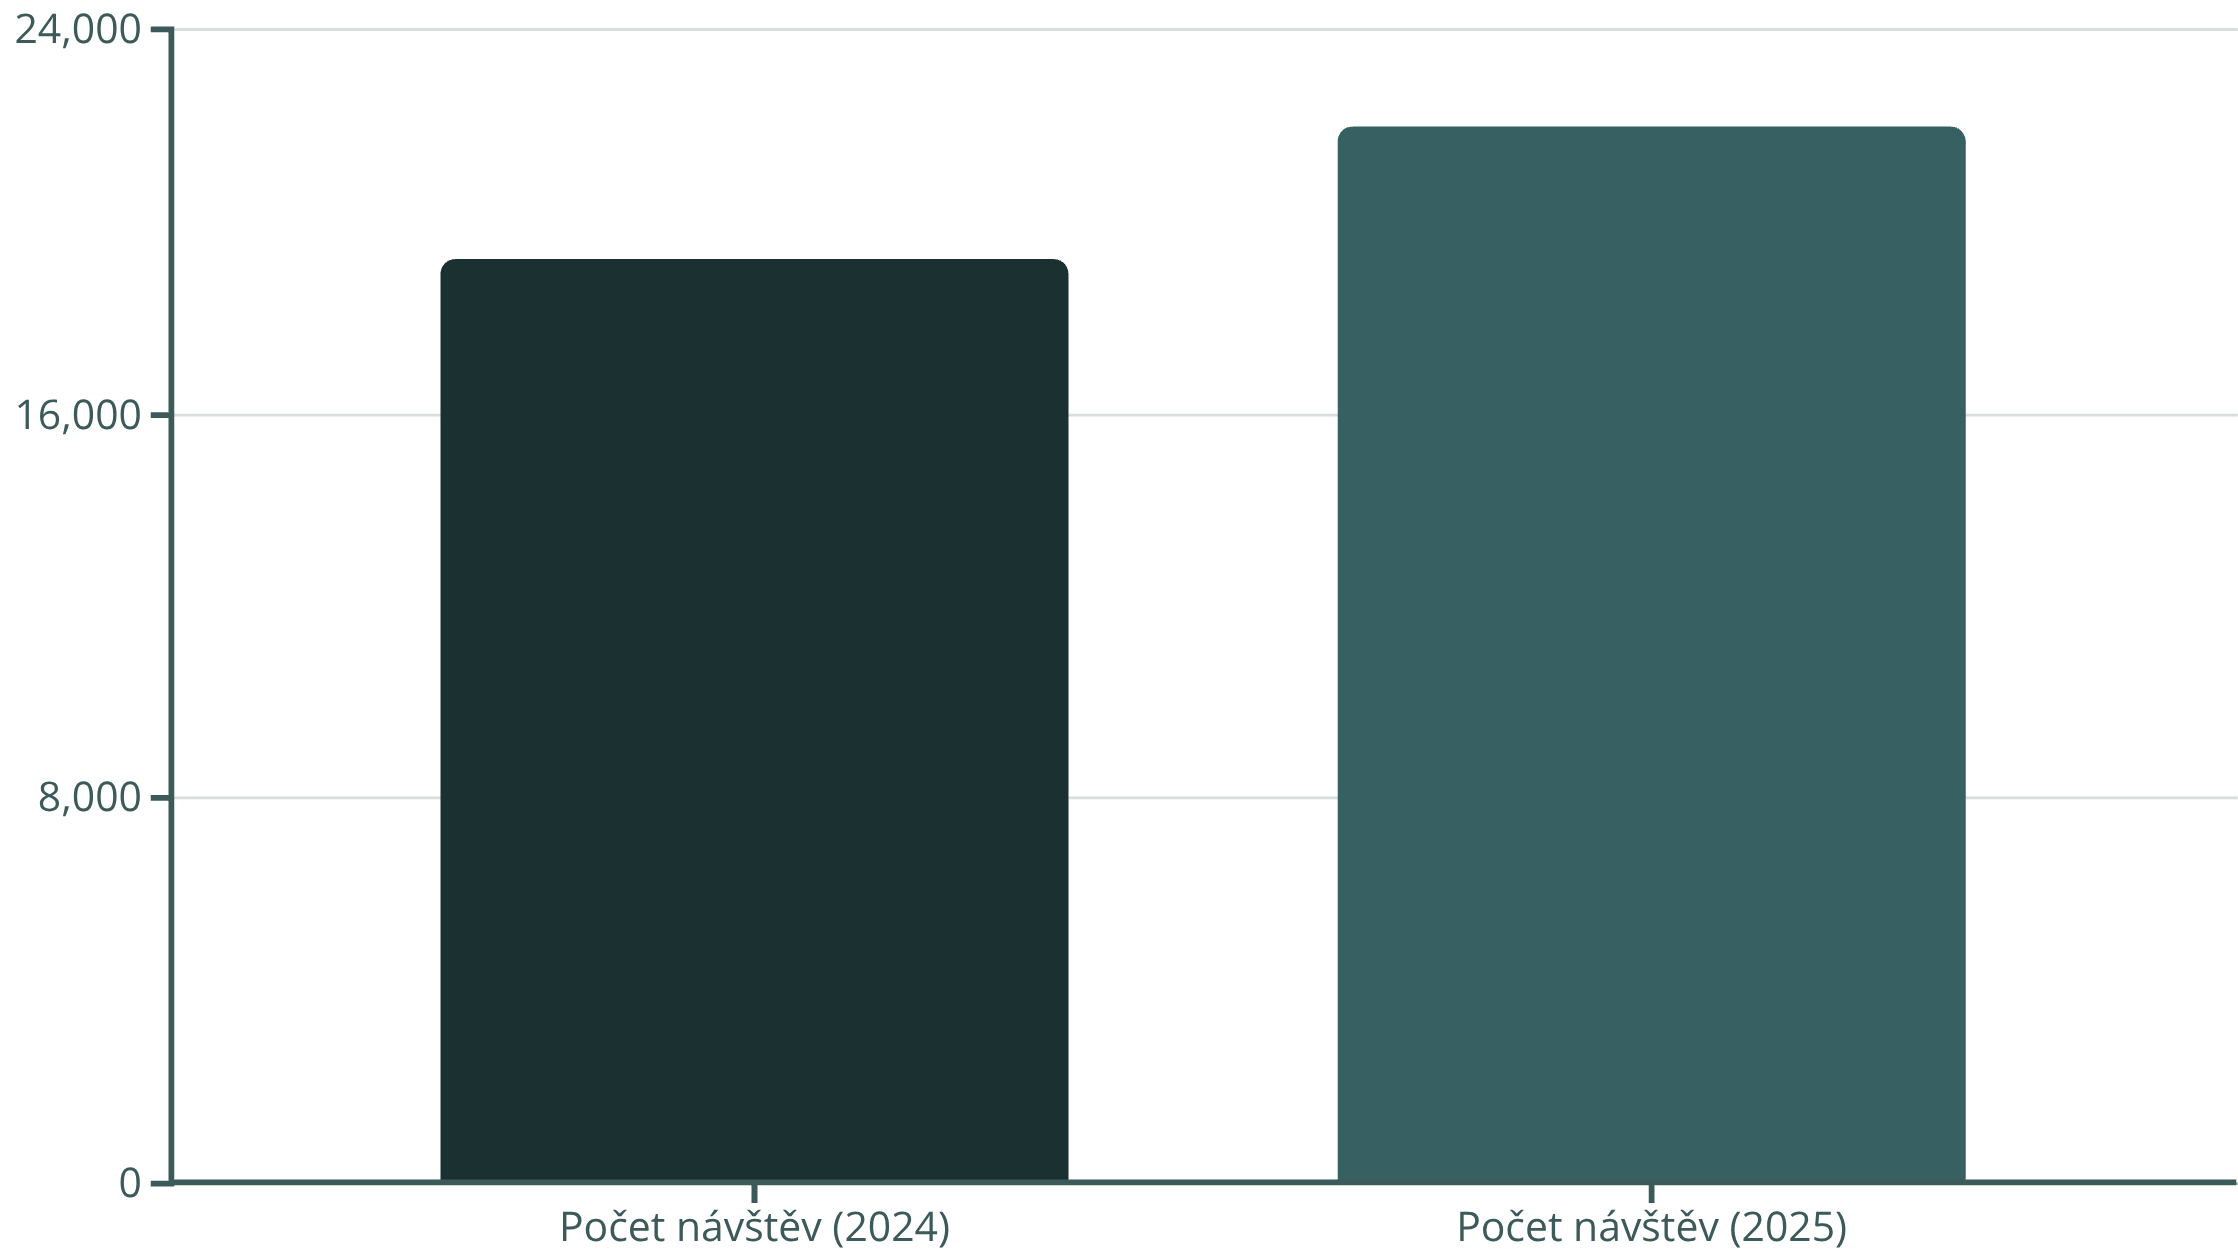 24,000
16,000
8,000
0
Počet návštěv (2024)
Počet návštěv (2025)